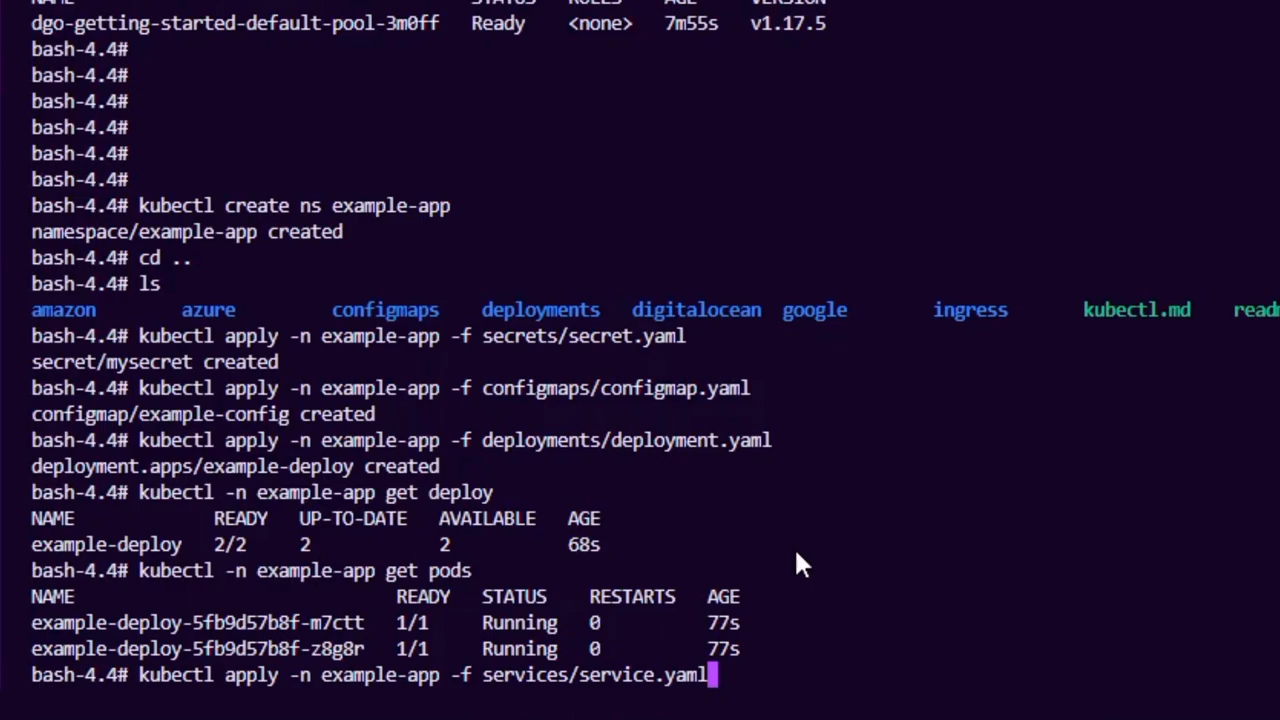 NAME STATUS ROLES AGE VERSION
dgo-getting-started-default-pool-3m0ff Ready <none> 7m55s v1.17.5
bash-4.4#
bash-4.4#
bash-4.4#
bash-4.4#
bash-4.4#
bash-4.4#
bash-4.4# kubectl create ns example-app
namespace/example-app created
bash-4.4# cd ..
bash-4.4# ls
amazon azure configmaps deployments digitalocean google ingress kubectl.md readm
bash-4.4# kubectl apply -n example-app -f secrets/secret.yaml
secret/mysecret created
bash-4.4# kubectl apply -n example-app -f configmaps/configmap.yaml
configmap/example-config created
bash-4.4# kubectl apply -n example-app -f deployments/deployment.yaml
deployment.apps/example-deploy created
bash-4.4# kubectl -n example-app get deploy
NAME READY UP-TO-DATE AVAILABLE AGE
example-deploy 2/2 2 2 68s
bash-4.4# kubectl -n example-app get pods
NAME READY STATUS RESTARTS AGE
example-deploy-5fb9d57b8f-m7ctt 1/1 Running 0 77s
example-deploy-5fb9d57b8f-z8g8r 1/1 Running 0 77s
bash-4.4# kubectl apply -n example-app -f services/service.yaml